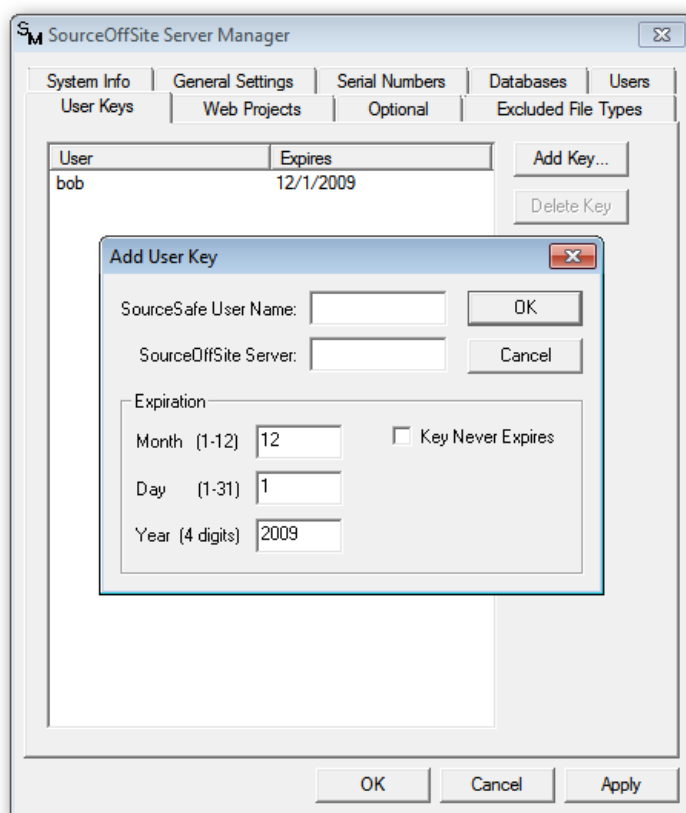 SM SourceOffSite Server Manager
System Info General Settings Serial Numbers Databases Users
User Keys Web Projects Optional Excluded File Types
User Expires Add Key...
bob 12/1/2009
Delete Key
Add User Key
SourceSafe User Name: OK
SourceOffSite Server: Cancel
Expiration
Month (1-12) 12 Key Never Expires
Day (1-31) 1
Year (4 digits) 2009
OK Cancel Apply